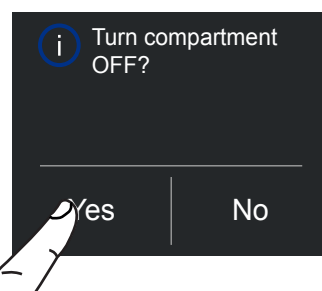 i Turn compartment
OFF?
Yes No